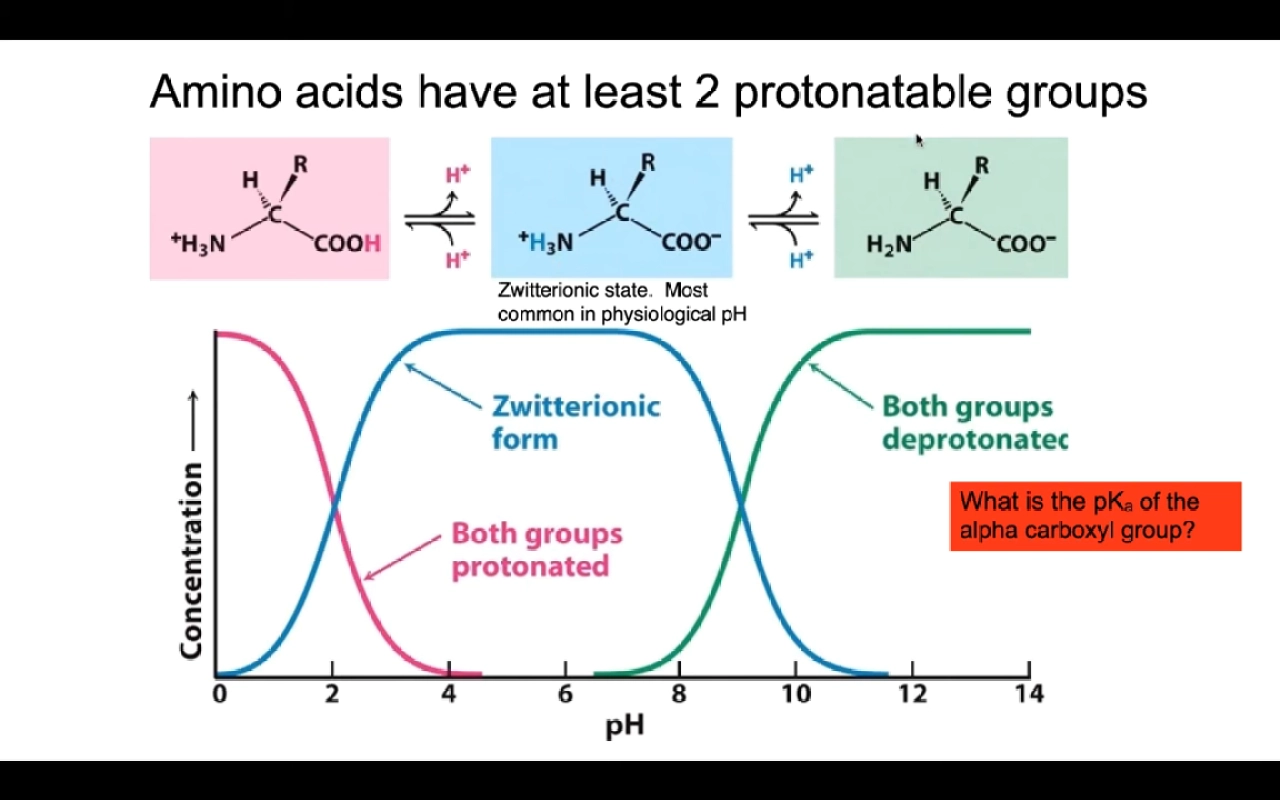 Amino acids have at least 2 protonatable groups
H R
⁺H₃N C COOH
H⁺
H⁺
H R
⁺H₃N C COO⁻
H⁺
H⁺
H R
H₂N C COO⁻
Zwitterionic state. Most
common in physiological pH
Concentration
Zwitterionic
form
Both groups
protonated
Both groups
deprotonated
What is the pKₐ of the
alpha carboxyl group?
0 2 4 6 8 10 12 14
pH